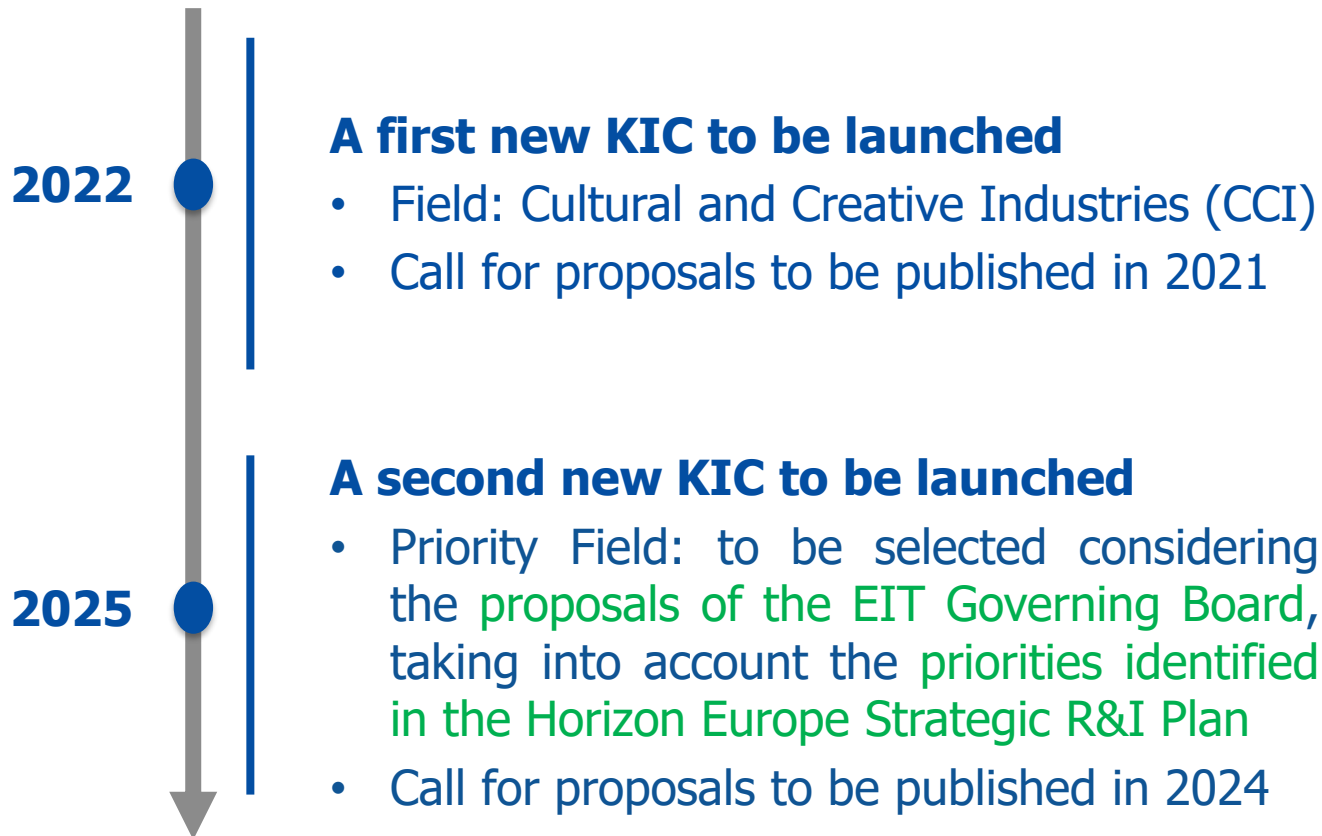 2022
A first new KIC to be launched
• Field: Cultural and Creative Industries (CCI)
• Call for proposals to be published in 2021
2025
A second new KIC to be launched
• Priority Field: to be selected considering
the proposals of the EIT Governing Board,
taking into account the priorities identified
in the Horizon Europe Strategic R&I Plan
• Call for proposals to be published in 2024